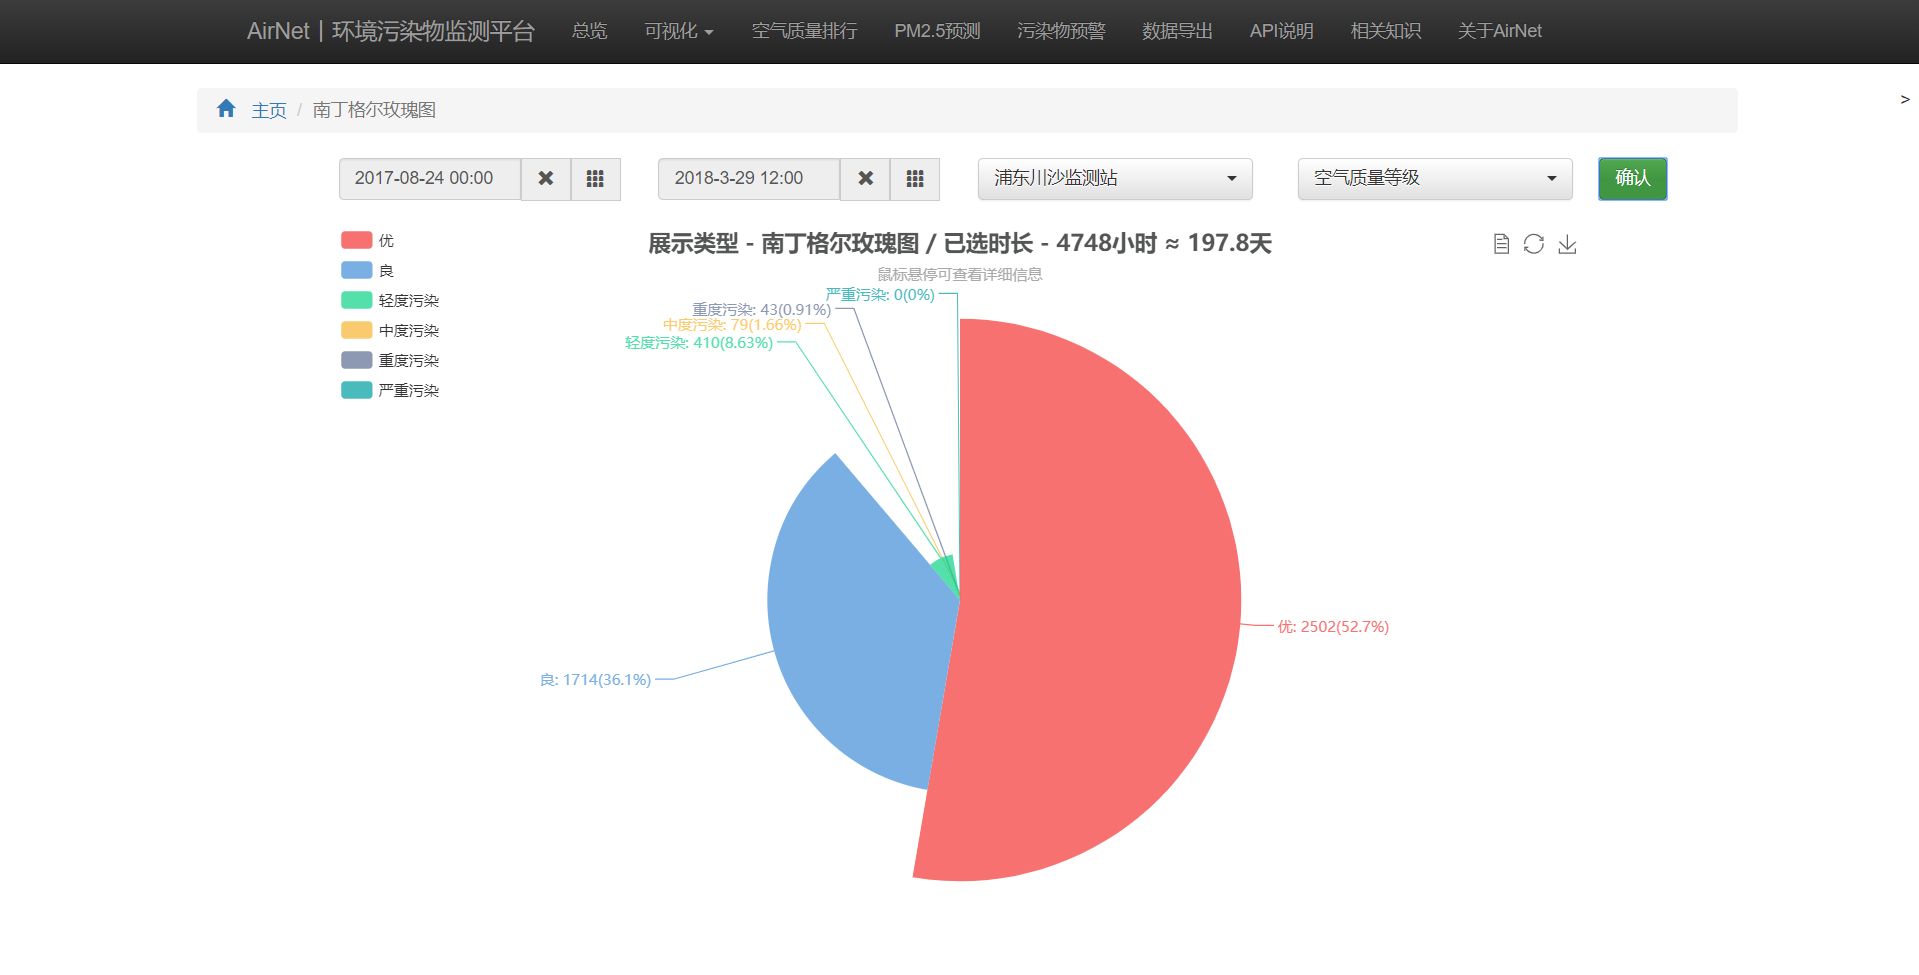 AirNet | 环境污染物监测平台 总览 可视化 空气质量排行 PM2.5预测 污染物预警 数据导出 API说明 相关知识 关于AirNet
主页 / 南丁格尔玫瑰图
>
2017-08-24 00:00 2018-3-29 12:00 浦东川沙监测站 空气质量等级 确认
展示类型 - 南丁格尔玫瑰图 / 已选时长 - 4748小时 ≈ 197.8天
鼠标悬停可查看详细信息
优
良
轻度污染
中度污染
重度污染
严重污染
严重污染: 0(0%)
重度污染: 43(0.91%)
中度污染: 79(1.66%)
轻度污染: 410(8.63%)
优: 2502(52.7%)
良: 1714(36.1%)